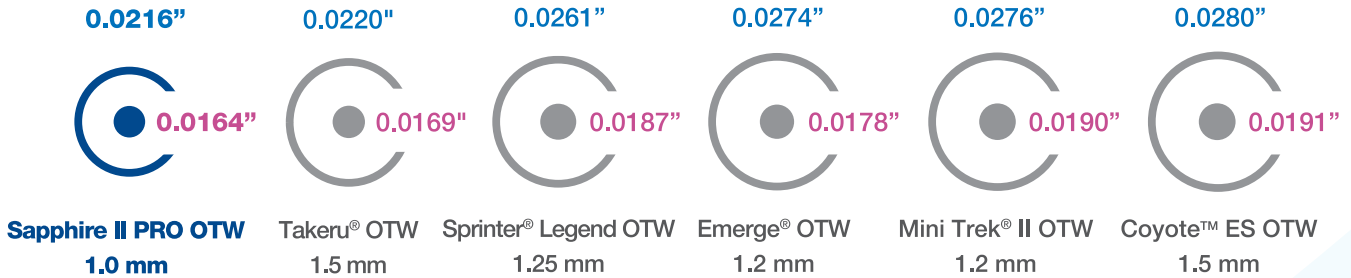 0.0216” 0.0220" 0.0261” 0.0274” 0.0276” 0.0280”
0.0164” 0.0169" 0.0187” 0.0178” 0.0190” 0.0191”
Sapphire II PRO OTW Takeru® OTW Sprinter® Legend OTW Emerge® OTW Mini Trek® II OTW Coyote™ ES OTW
1.0 mm 1.5 mm 1.25 mm 1.2 mm 1.2 mm 1.5 mm